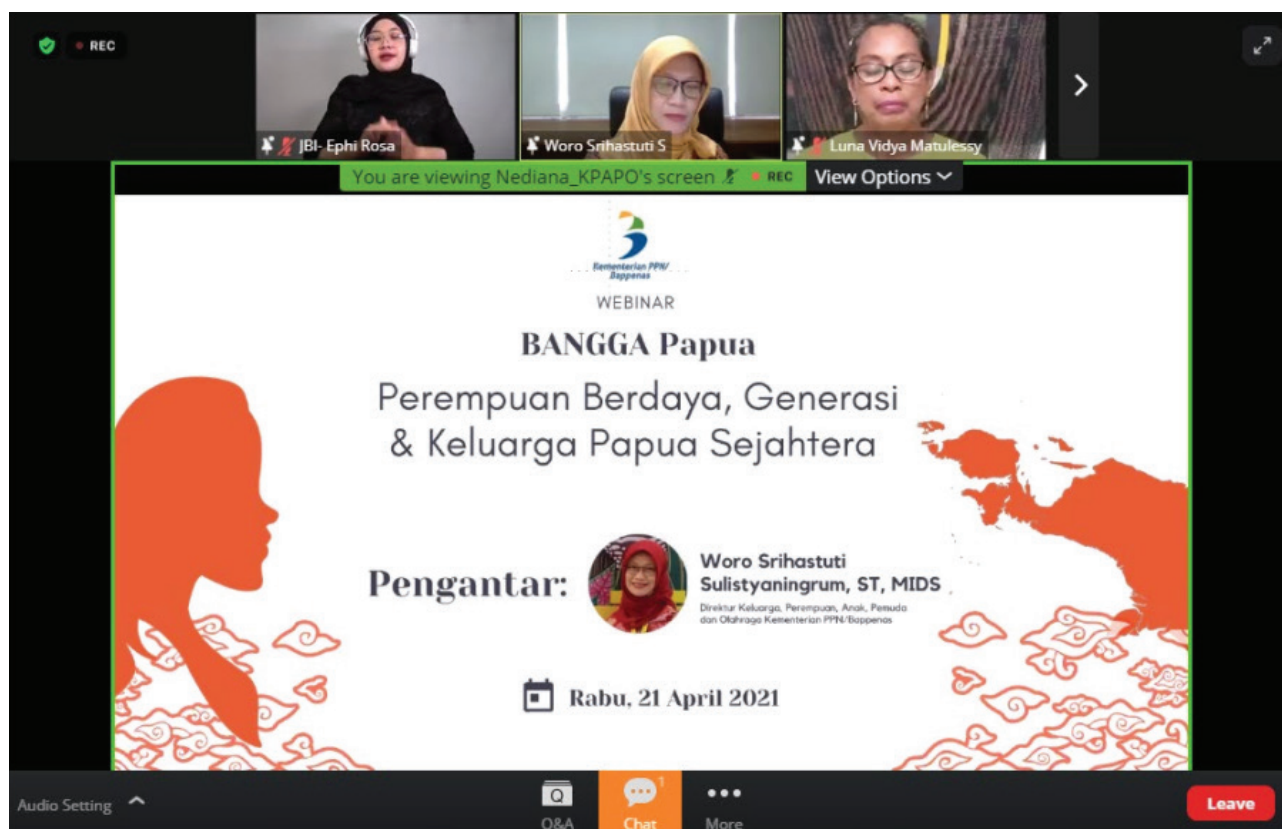 REC
JBI- Ephi Rosa
Woro Srihastuti S
Luna Vidya Matulessy
You are viewing Nediana_KPAPO's screen
REC
View Options
Kementerian PPN/
Bappenas
WEBINAR
BANGGA Papua
Perempuan Berdaya, Generasi
& Keluarga Papua Sejahtera
Pengantar:
Woro Srihastuti
Sulistyaningrum, ST, MIDS
Direktur Keluarga, Perempuan, Anak, Pemuda
dan Olahraga Kementerian PPN/Bappenas
Rabu, 21 April 2021
Audio Setting
Q
Q&A
1
Chat
More
Leave